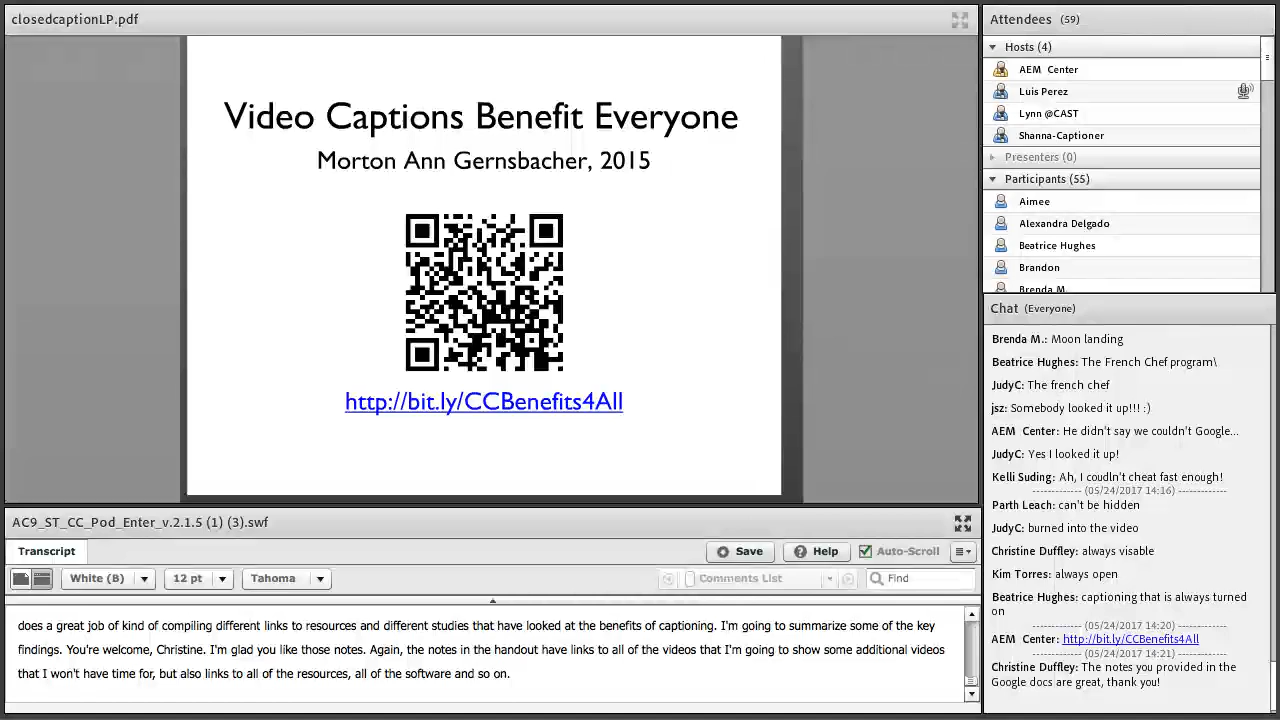 closedcaptionLP.pdf
Video Captions Benefit Everyone
Morton Ann Gernsbacher, 2015
http://bit.ly/CCBenefits4All
AC9_ST_CC_Pod_Enter_v.2.1.5 (1) (3).swf
Transcript
Save
Help
Auto-Scroll
White (B)
12 pt
Tahoma
Comments List
Find
does a great job of kind of compiling different links to resources and different studies that have looked at the benefits of captioning. I'm going to summarize some of the key
findings. You're welcome, Christine. I'm glad you like those notes. Again, the notes in the handout have links to all of the videos that I'm going to show some additional videos
that I won't have time for, but also links to all of the resources, all of the software and so on.
Attendees (59)
Hosts (4)
AEM Center
Luis Perez
Lynn @CAST
Shanna-Captioner
Presenters (0)
Participants (55)
Aimee
Alexandra Delgado
Beatrice Hughes
Brandon
Brenda M.
Chat (Everyone)
Brenda M.: Moon landing
Beatrice Hughes: The French Chef program\
JudyC: The french chef
jsz: Somebody looked it up!!! :-)
AEM Center: He didn't say we couldn't Google...
JudyC: Yes I looked it up!
Kelli Suding: Ah, I coudln't cheat fast enough!
------------- (05/24/2017 14:16) -------------
Parth Leach: can't be hidden
JudyC: burned into the video
Christine Duffley: always visable
Kim Torres: always open
Beatrice Hughes: captioning that is always turned
on
------------- (05/24/2017 14:20) -------------
AEM Center: http://bit.ly/CCBenefits4All
------------- (05/24/2017 14:21) -------------
Christine Duffley: The notes you provided in the
Google docs are great, thank you!